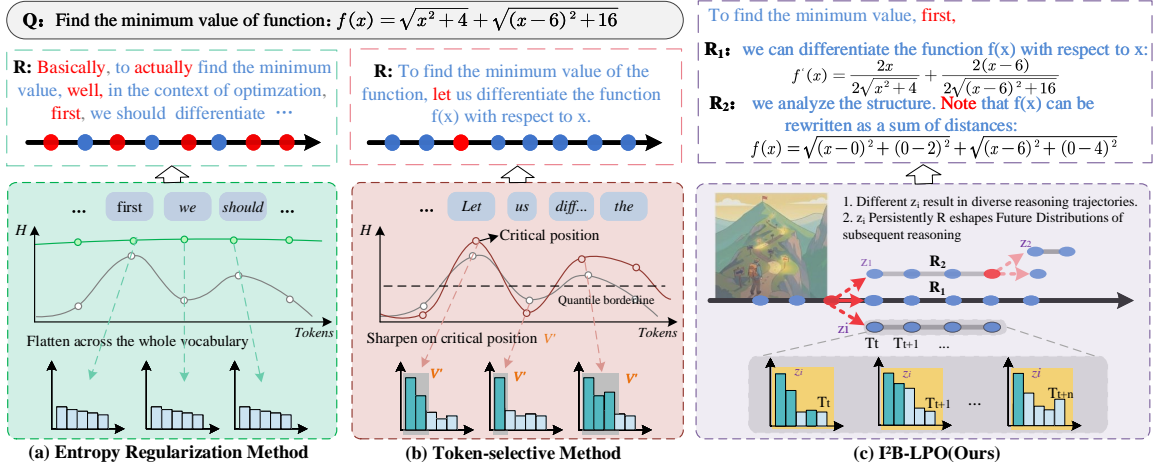 Q: Find the minimum value of function: f(x) = √(x² + 4) + √((x − 6)² + 16)
R: Basically, to actually find the minimum
value, well, in the context of optimzation,
first, we should differentiate ···
R: To find the minimum value of the
function, let us differentiate the function
f(x) with respect to x.
To find the minimum value, first,
R₁: we can differentiate the function f(x) with respect to x:
f'(x) = 2x / (2√(x² + 4)) + 2(x − 6) / (2√((x − 6)² + 16))
R₂: we analyze the structure. Note that f(x) can be
rewritten as a sum of distances:
f(x) = √((x − 0)² + (0 − 2)²) + √((x − 6)² + (0 − 4)²)
... first we should ...
H
Tokens
Flatten across the whole vocabulary
(a) Entropy Regularization Method
... Let us diff... the
H
Critical position
Quantile borderline
Tokens
Sharpen on critical position V'
V' V' V'
(b) Token-selective Method
1. Different zᵢ result in diverse reasoning trajectories.
2. zᵢ Persistently R eshapes Future Distributions of
subsequent reasoning
z₂
z₁ R₂
R₁
zi
Tt Tt+1 ...
zᵢ zᵢ zi
Tt Tt+1 ... Tt+n
(c) I²B-LPO(Ours)